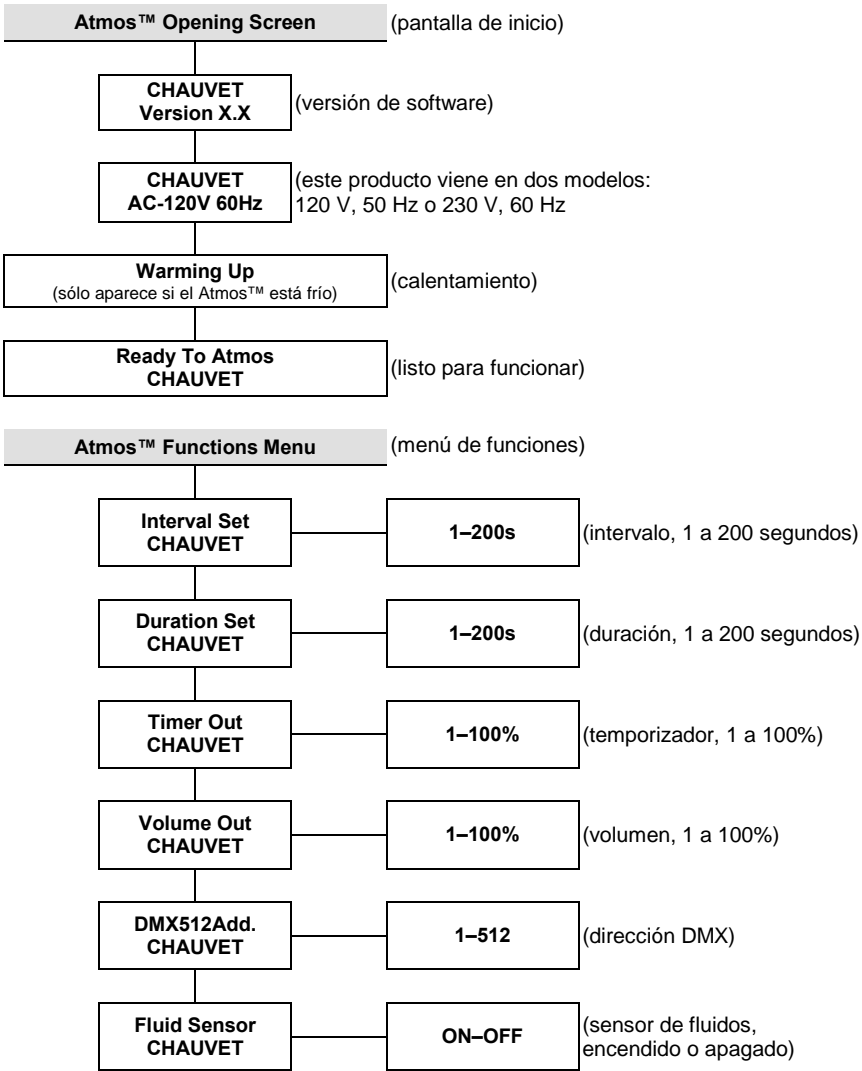 Atmos™ Opening Screen
(pantalla de inicio)
CHAUVET
Version X.X
(versión de software)
CHAUVET
AC-120V 60Hz
(este producto viene en dos modelos:
120 V, 50 Hz o 230 V, 60 Hz
Warming Up
(sólo aparece si el Atmos™ está frío)
(calentamiento)
Ready To Atmos
CHAUVET
(listo para funcionar)
Atmos™ Functions Menu
(menú de funciones)
Interval Set
CHAUVET
1–200s
(intervalo, 1 a 200 segundos)
Duration Set
CHAUVET
1–200s
(duración, 1 a 200 segundos)
Timer Out
CHAUVET
1–100%
(temporizador, 1 a 100%)
Volume Out
CHAUVET
1–100%
(volumen, 1 a 100%)
DMX512Add.
CHAUVET
1–512
(dirección DMX)
Fluid Sensor
CHAUVET
ON–OFF
(sensor de fluidos,
encendido o apagado)